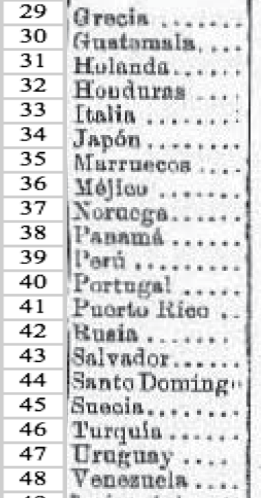 29 Grecia .......
30 Guatemala....
31 Holanda......
32 Honduras ....
33 Italia .......
34 Japón.......
35 Marruecos ....
36 Méjico ......
37 Noruega......
38 Panamá ......
39 Perú .........
40 Portugal .....
41 Puerto Rico ..
42 Rusia .......
43 Salvador......
44 Santo Domingo
45 Suecia........
46 Turquía ......
47 Uruguay ....
48 Venezuela ....